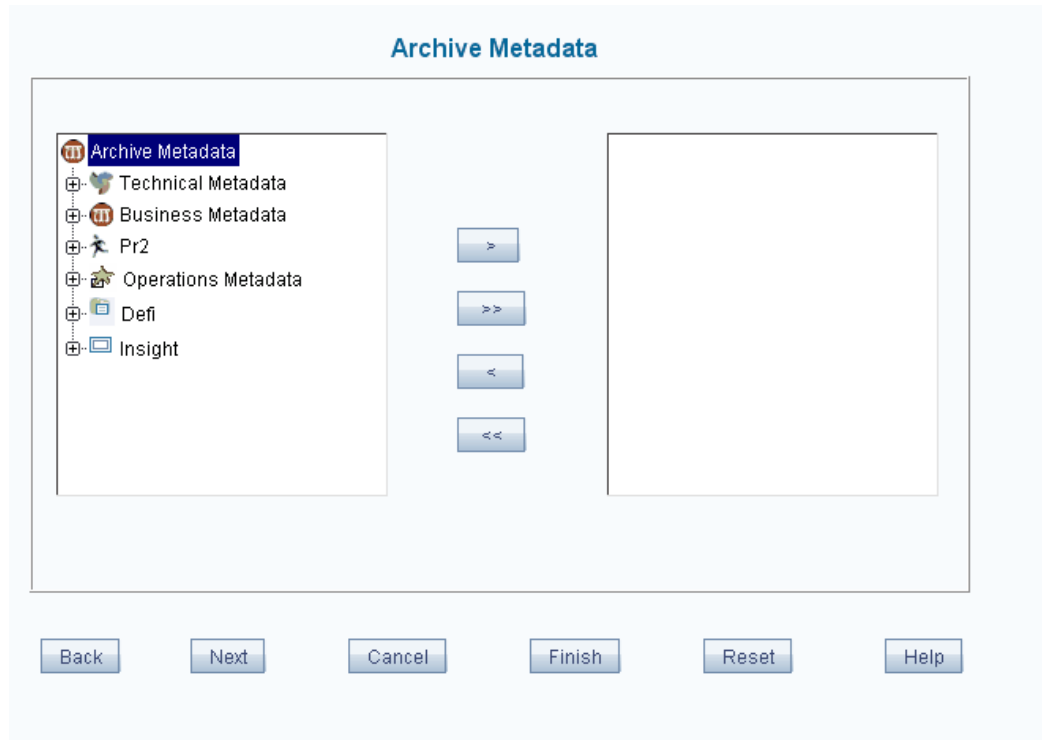 Archive Metadata
Archive Metadata
Technical Metadata
Business Metadata
Pr2
Operations Metadata
Defi
Insight
>
>>
<
<<
Back Next Cancel Finish Reset Help